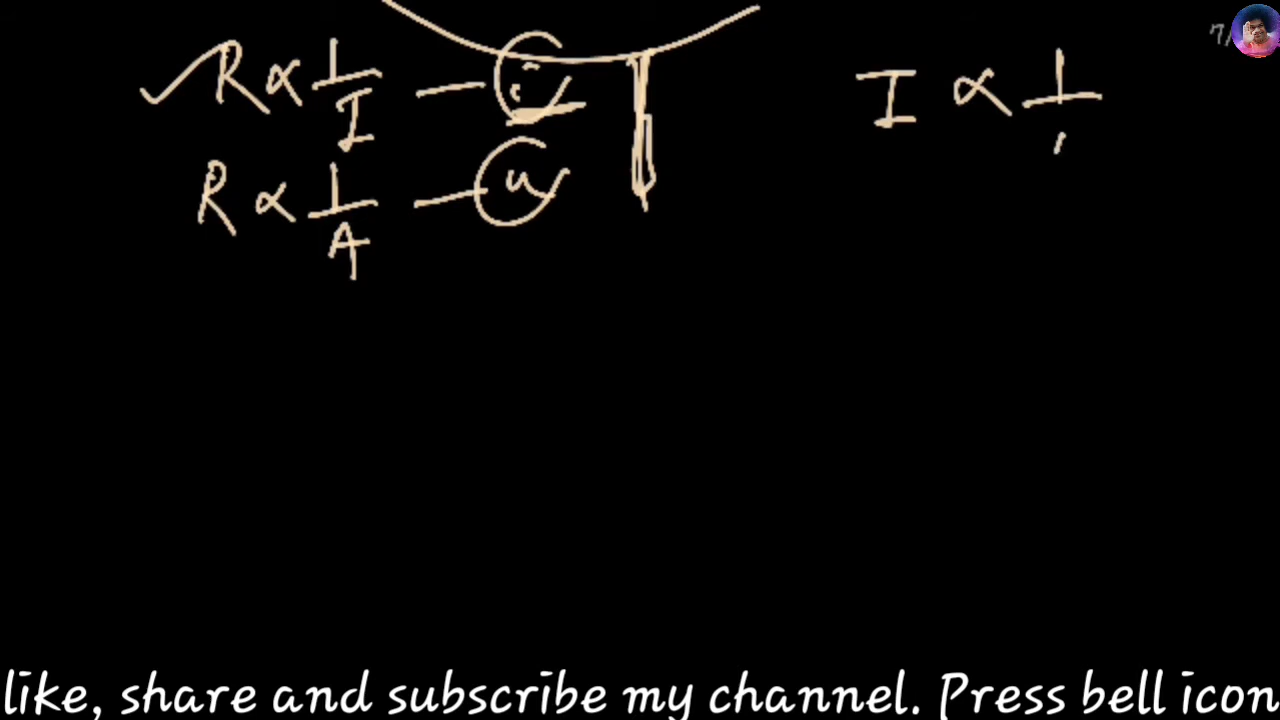 R ∝ 1/I — I ∝ 1/
R ∝ 1/A —
like, share and subscribe my channel. Press bell icon